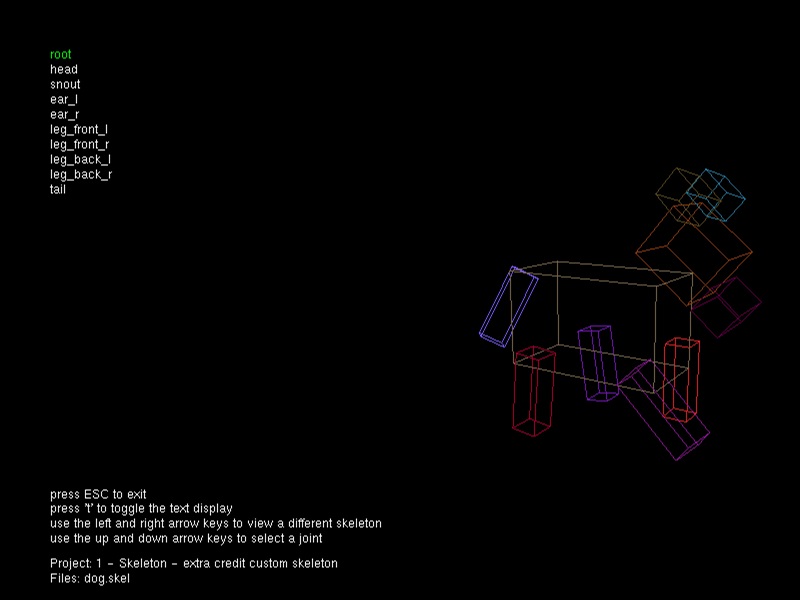 root
head
snout
ear_l
ear_r
leg_front_l
leg_front_r
leg_back_l
leg_back_r
tail
press ESC to exit
press 't' to toggle the text display
use the left and right arrow keys to view a different skeleton
use the up and down arrow keys to select a joint
Project: 1 - Skeleton - extra credit custom skeleton
Files: dog.skel